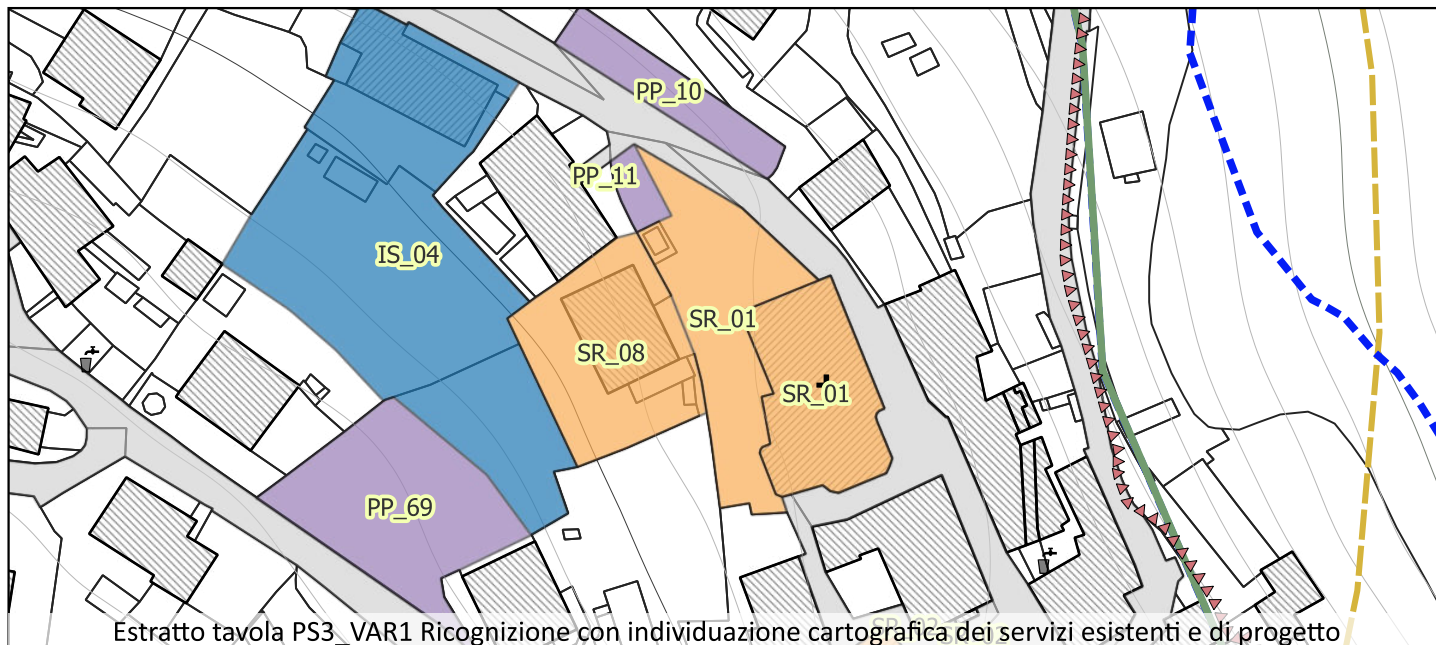 PP_10
PP_11
IS_04
SR_01
SR_08
SR_01
PP_69
Estratto tavola PS3_VAR1 Ricognizione con individuazione cartografica dei servizi esistenti e di progetto